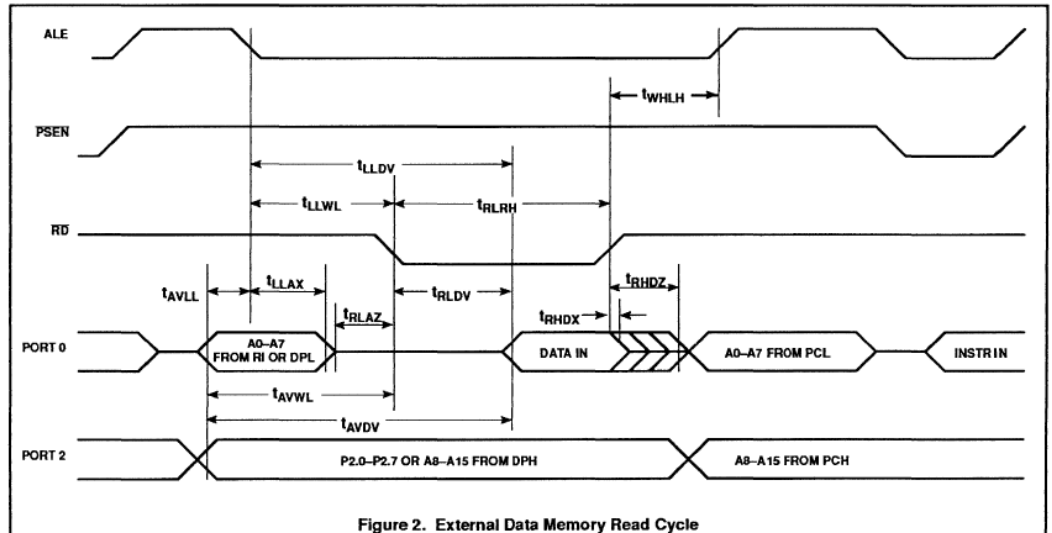 ALE
tWHLH
PSEN
tLLDV
tLLWL
tRLRH
RD
tAVLL
tLLAX
tRLAZ
tRLDV
tRHDZ
tRHDX
PORT 0
A0–A7
FROM RI OR DPL
DATA IN
A0–A7 FROM PCL
INSTR IN
tAVWL
tAVDV
PORT 2
P2.0–P2.7 OR A8–A15 FROM DPH
A8–A15 FROM PCH
Figure 2. External Data Memory Read Cycle